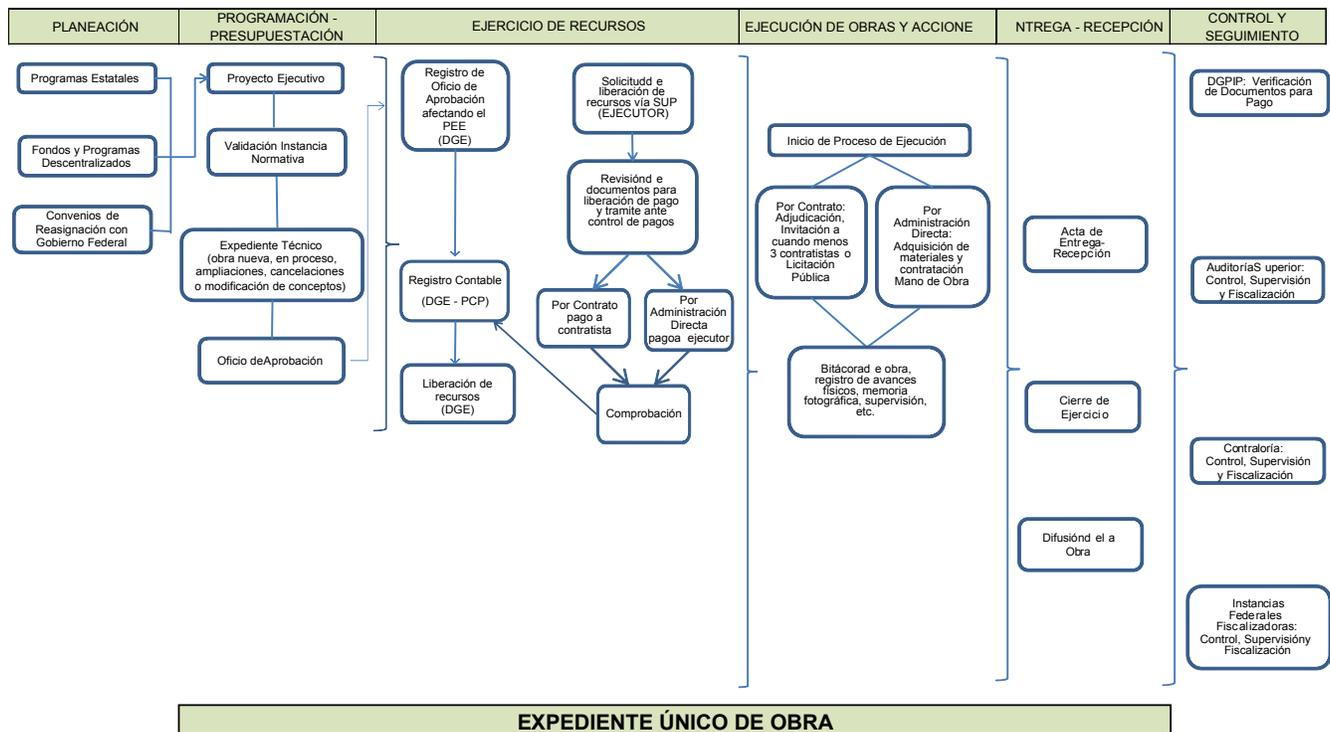 PLANEACIÓN
PROGRAMACIÓN -
PRESUPUESTACIÓN
EJERCICIO DE RECURSOS
EJECUCIÓN DE OBRAS Y ACCIONE
NTREGA - RECEPCIÓN
CONTROL Y
SEGUIMIENTO
Programas Estatales
Fondos y Programas
Descentralizados
Convenios de
Reasignación con
Gobierno Federal
Proyecto Ejecutivo
Validación Instancia
Normativa
Expediente Técnico
(obra nueva, en proceso,
ampliaciones, cancelaciones
o modificación de conceptos)
Oficio deAprobación
Registro de
Oficio de
Aprobación
afectando el
PEE
(DGE)
Registro Contable
(DGE - PCP)
Liberación de
recursos
(DGE)
Solicitudd e
liberación de
recursos vía SUP
(EJECUTOR)
Revisiónd e
documentos para
liberación de pago
y tramite ante
control de pagos
Por Contrato
pago a
contratista
Por
Administración
Directa
pagoa ejecutor
Comprobación
Inicio de Proceso de Ejecución
Por Contrato:
Adjudicación,
Invitación a
cuando menos
3 contratistas o
Licitación
Pública
Por
Administración
Directa:
Adquisición de
materiales y
contratación
Mano de Obra
Bitácorad e obra,
registro de avances
físicos, memoria
fotográfica, supervisión,
etc.
Acta de
Entrega-
Recepción
Cierre de
Ejercicio
Difusiónd el a
Obra
DGPIP: Verificación
de Documentos para
Pago
AuditoríaS uperior:
Control, Supervisión
y Fiscalización
Contraloría:
Control, Supervisión
y Fiscalización
Instancias
Federales
Fiscalizadoras:
Control, Supervisióny
Fiscalización
EXPEDIENTE ÚNICO DE OBRA